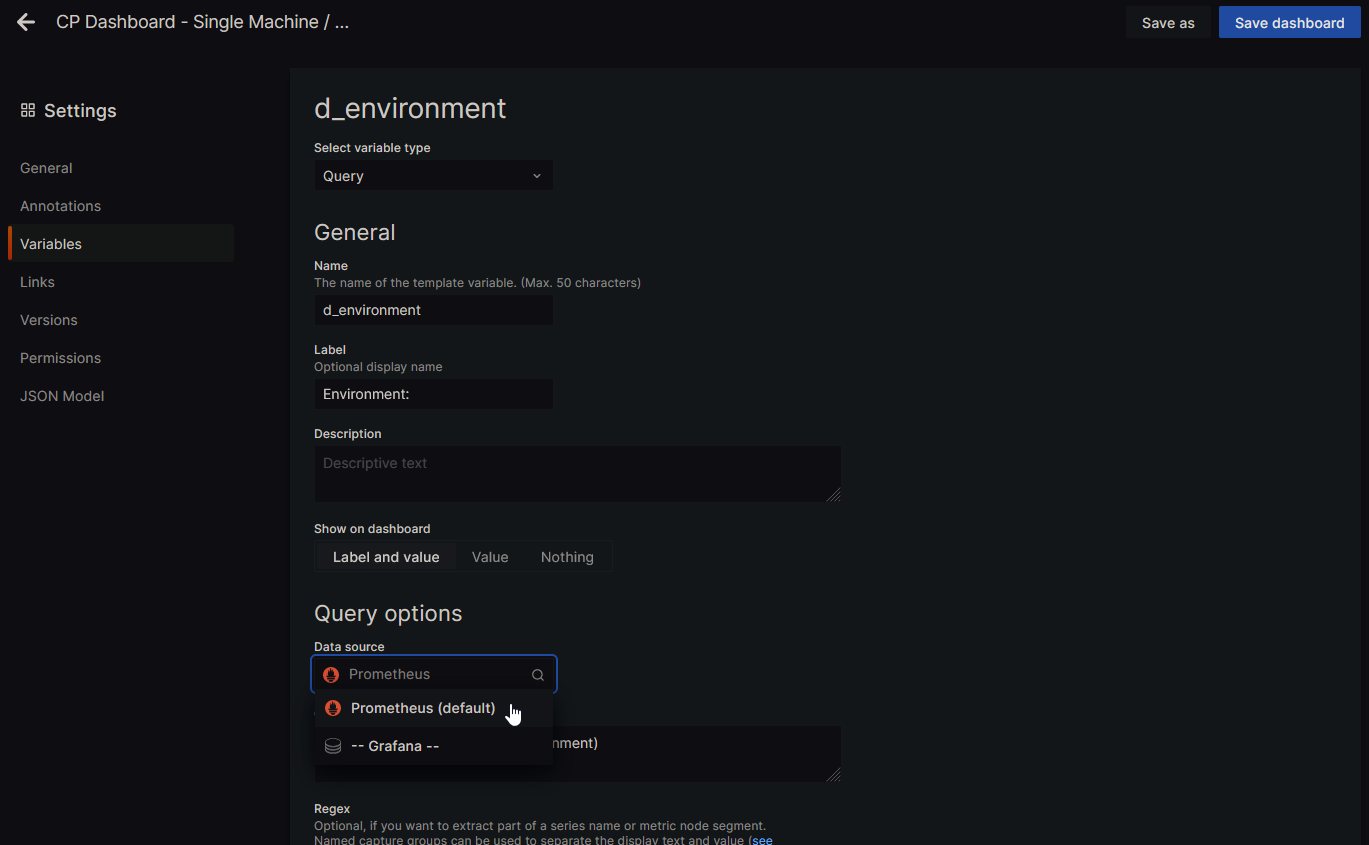 CP Dashboard - Single Machine / ...
Save as
Save dashboard
Settings
General
Annotations
Variables
Links
Versions
Permissions
JSON Model
d_environment
Select variable type
Query
General
Name
The name of the template variable. (Max. 50 characters)
d_environment
Label
Optional display name
Environment:
Description
Descriptive text
Show on dashboard
Label and value
Value
Nothing
Query options
Data source
Prometheus
Prometheus (default)
-- Grafana --
nment)
Regex
Optional, if you want to extract part of a series name or metric node segment.
Named capture groups can be used to separate the display text and value (see